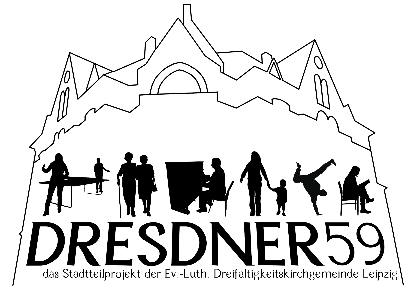 DRESDNER59
das Stadtteilprojekt der Ev.-Luth. Dreifaltigkeitskirchgemeinde Leipzig